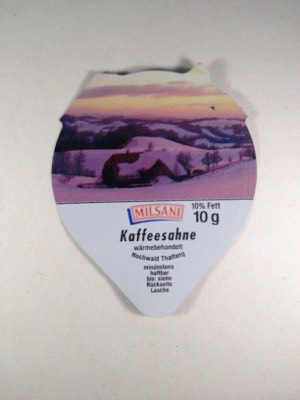 MILSANI
10% Fett
10 g
Kaffeesahne
wärmebehandelt
Hochwald Thalfang
mindestens
haltbar
bis: siehe
Rückseite
Lasche